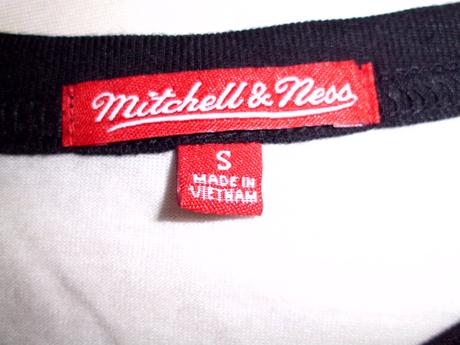 Mitchell & Ness
S
MADE IN
VIETNAM